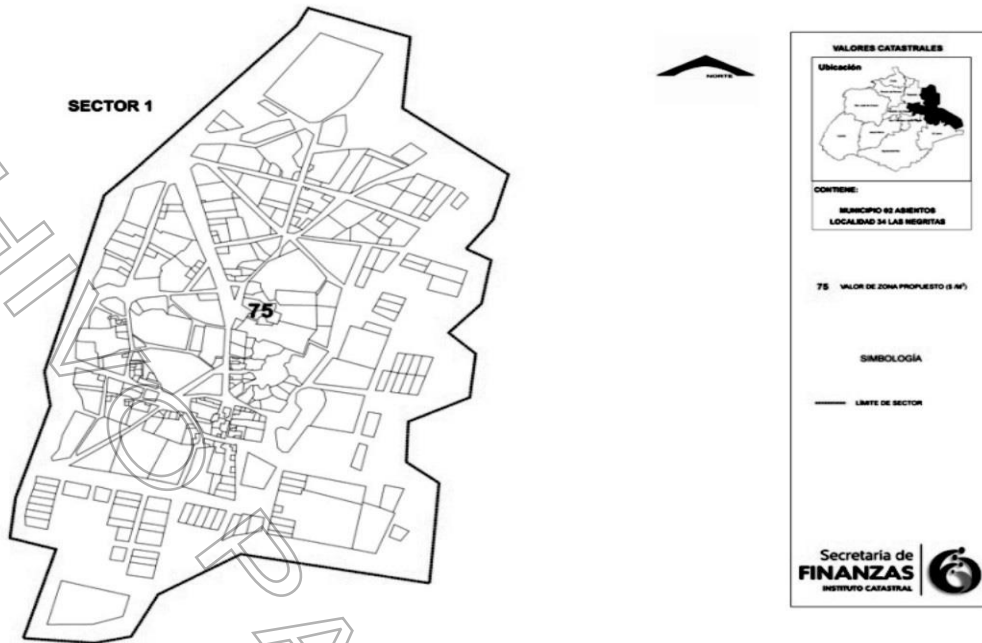 SECTOR 1
75
NORTE
VALORES CATASTRALES
Ubicación
CONTIENE:
MUNICIPIO 02 ASIENTOS
LOCALIDAD 34 LAS NEGRITAS
75 VALOR DE ZONA PROPUESTO ($ /M²)
SIMBOLOGÍA
LÍMITE DE SECTOR
Secretaría de
FINANZAS
INSTITUTO CATASTRAL